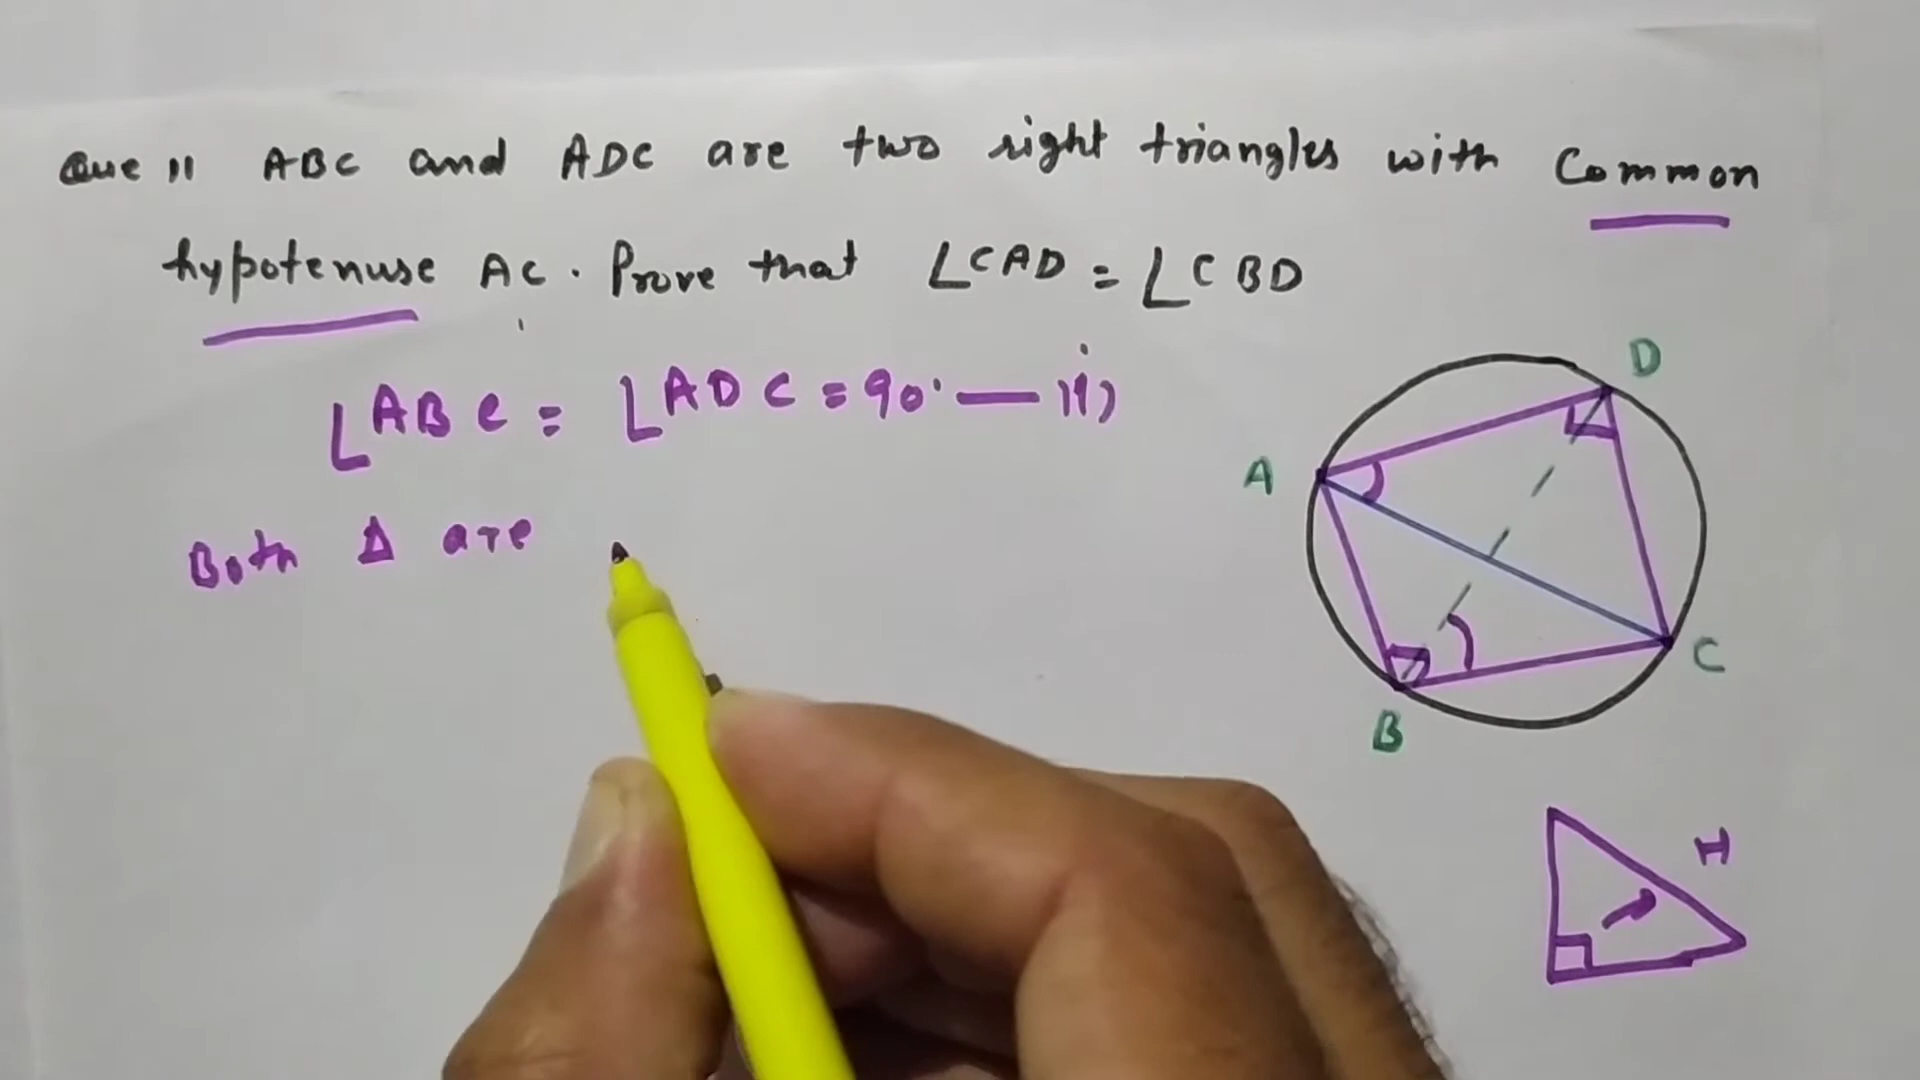 Que 11 ABC and ADC are two right triangles with Common
hypotenuse AC. Prove that ∠CAD = ∠CBD
∠ABC = ∠ADC = 90° — (i)
Both Δ are
D
A
C
B
H